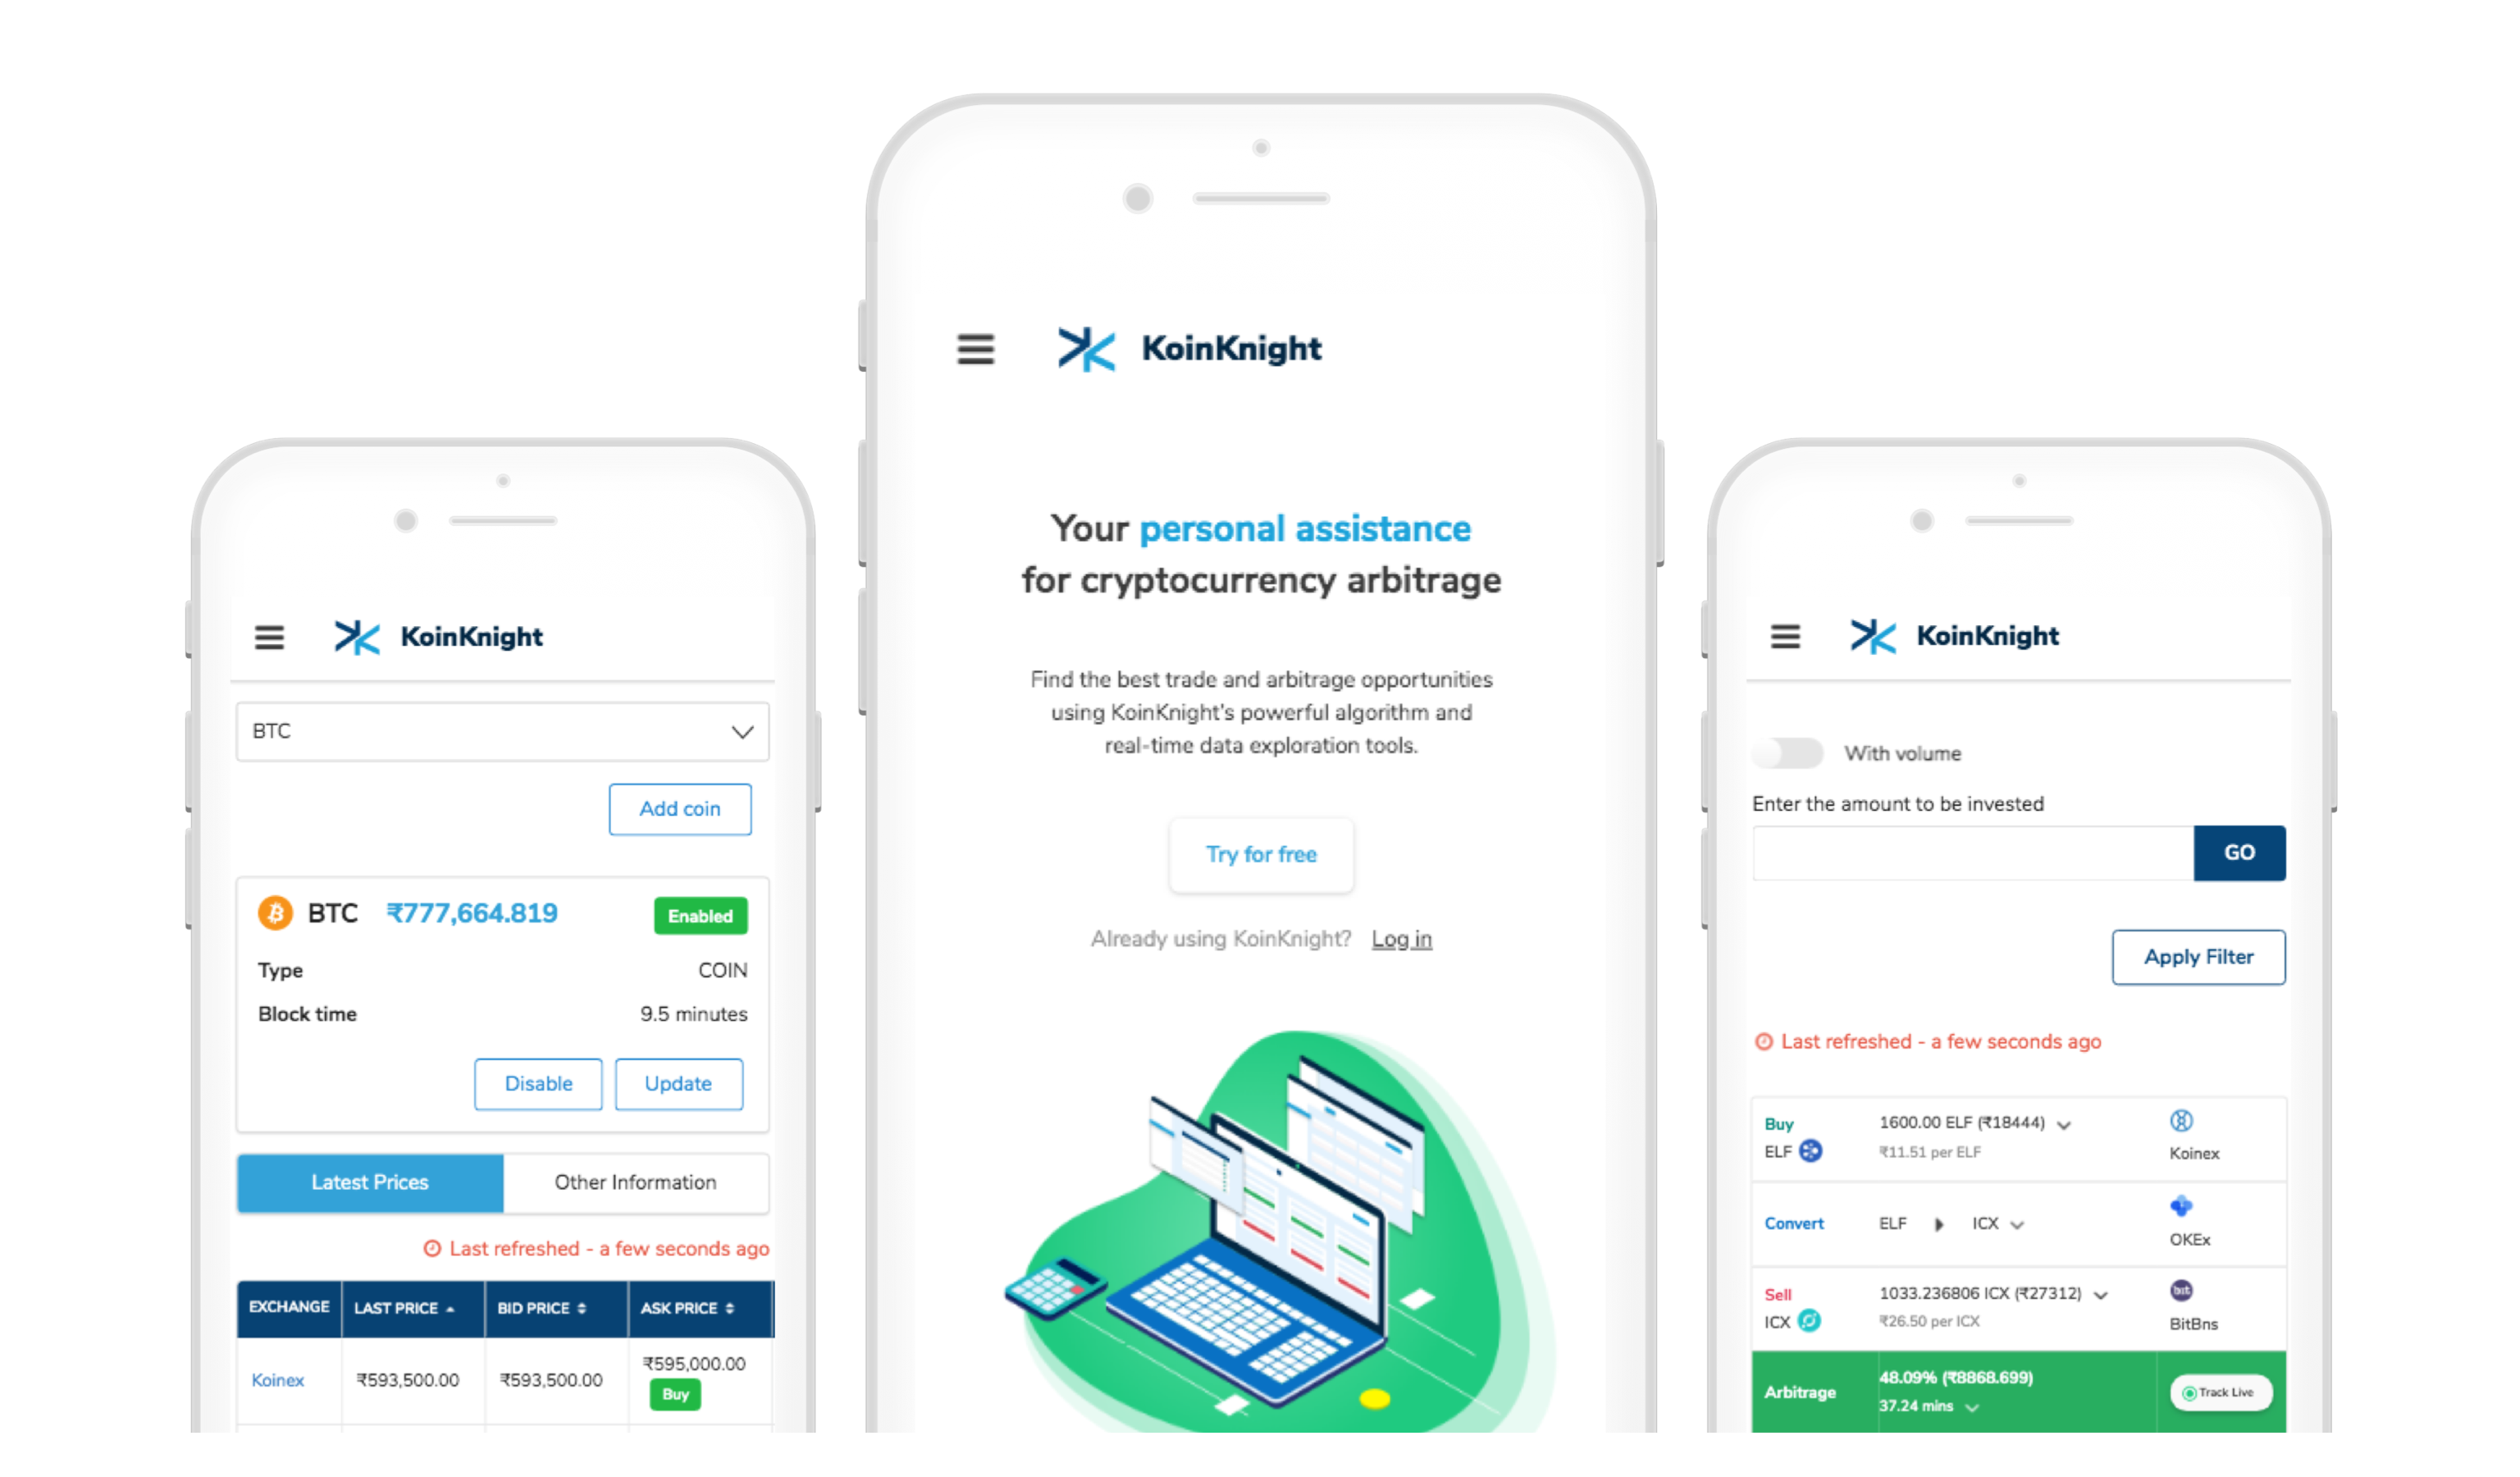 KoinKnight
BTC
Add coin
BTC ₹777,664.819 Enabled
Type COIN
Block time 9.5 minutes
Disable Update
Latest Prices Other Information
Last refreshed - a few seconds ago
EXCHANGE LAST PRICE BID PRICE ASK PRICE
Koinex ₹593,500.00 ₹593,500.00 ₹595,000.00
Buy
KoinKnight
Your personal assistance
for cryptocurrency arbitrage
Find the best trade and arbitrage opportunities
using KoinKnight's powerful algorithm and
real-time data exploration tools.
Try for free
Already using KoinKnight? Log in
KoinKnight
With volume
Enter the amount to be invested
GO
Apply Filter
Last refreshed - a few seconds ago
Buy 1600.00 ELF (₹18444)
ELF ₹11.51 per ELF Koinex
Convert ELF ICX
OKEx
Sell 1033.236806 ICX (₹27312) bit
ICX ₹26.50 per ICX BitBns
Arbitrage 48.09% (₹8868.699) Track Live
37.24 mins